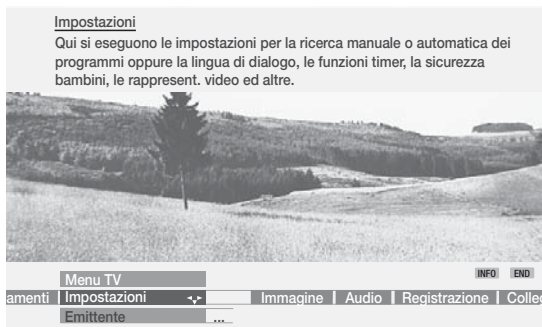 Impostazioni
Qui si eseguono le impostazioni per la ricerca manuale o automatica dei
programmi oppure la lingua di dialogo, le funzioni timer, la sicurezza
bambini, le rappresent. video ed altre.
INFO END
Menu TV
amenti Impostazioni Immagine Audio Registrazione Colle
Emittente ...